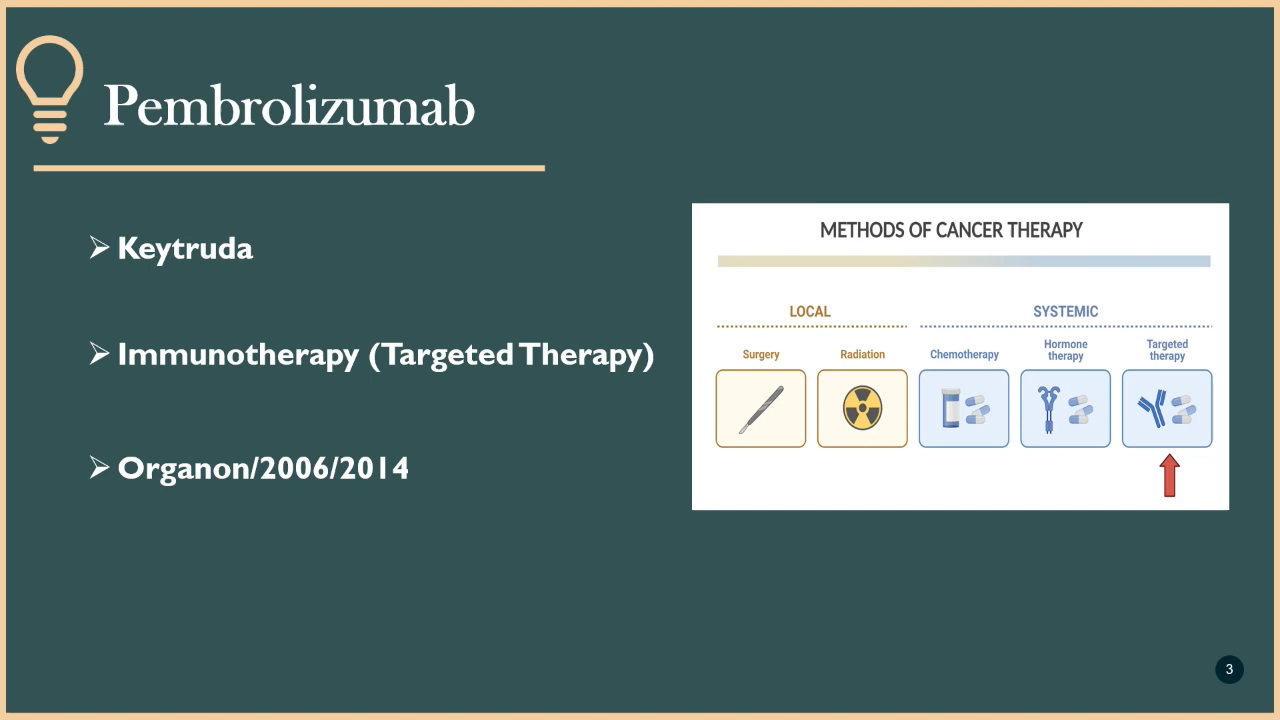 Pembrolizumab
Keytruda
Immunotherapy (Targeted Therapy)
Organon/2006/2014
METHODS OF CANCER THERAPY
LOCAL
SYSTEMIC
Surgery
Radiation
Chemotherapy
Hormone
therapy
Targeted
therapy
3